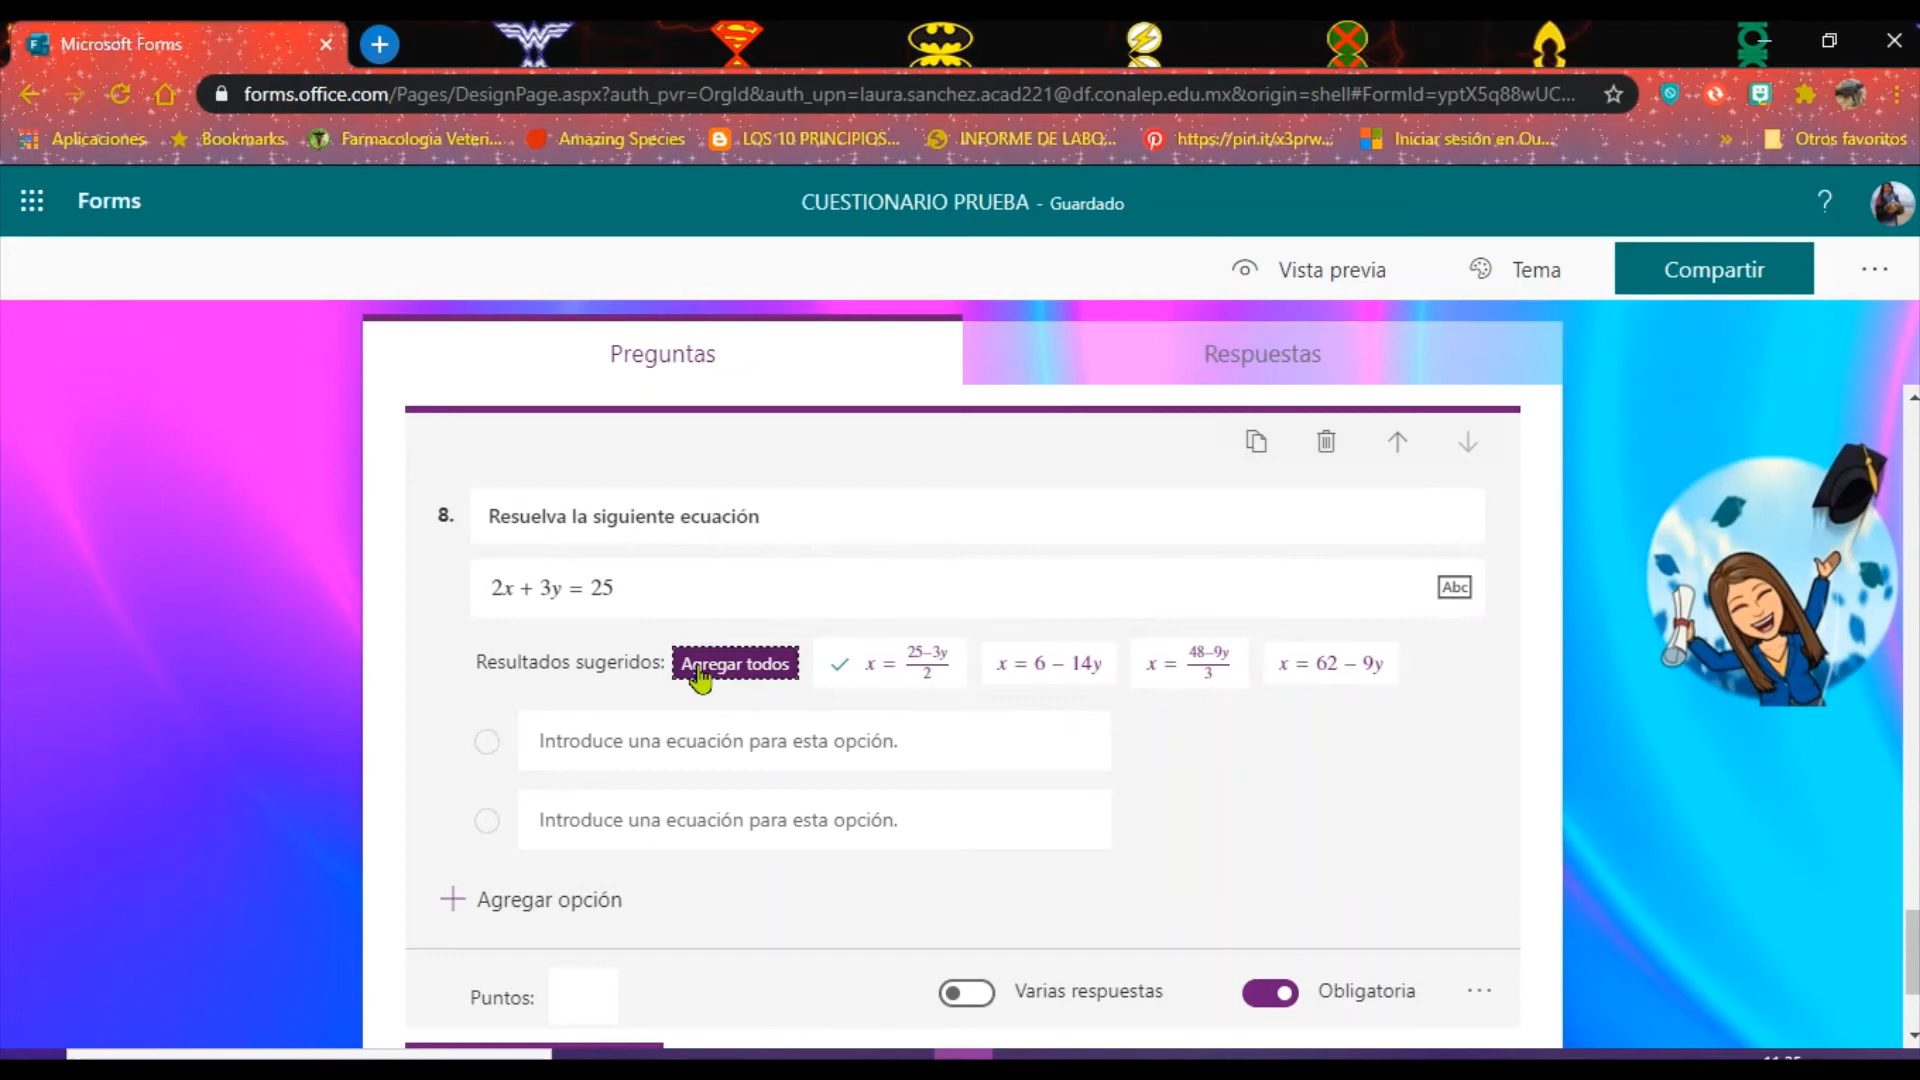 Microsoft Forms
forms.office.com/Pages/DesignPage.aspx?auth_pvr=OrgId&auth_upn=laura.sanchez.acad221@df.conalep.edu.mx&origin=shell#FormId=yptX5q88wUC...
Aplicaciones Bookmarks Farmacologia Veteri... Amazing Species LOS 10 PRINCIPIOS... INFORME DE LABO... https://pin.it/x3prw... Iniciar sesión en Ou... » Otros favoritos
Forms CUESTIONARIO PRUEBA - Guardado ?
Vista previa Tema Compartir ...
Preguntas Respuestas
8. Resuelva la siguiente ecuación
2x + 3y = 25 Abc
Resultados sugeridos: Agregar todos ✓ x = 25−3y/2 x = 6 − 14y x = 48−9y/3 x = 62 − 9y
Introduce una ecuación para esta opción.
Introduce una ecuación para esta opción.
+ Agregar opción
Puntos: Varias respuestas Obligatoria ...